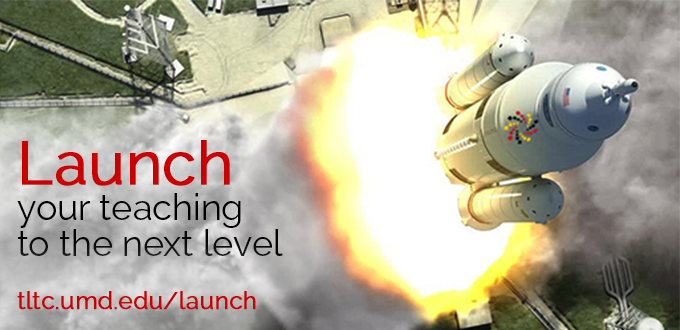 Launch
your teaching
to the next level
tltc.umd.edu/launch